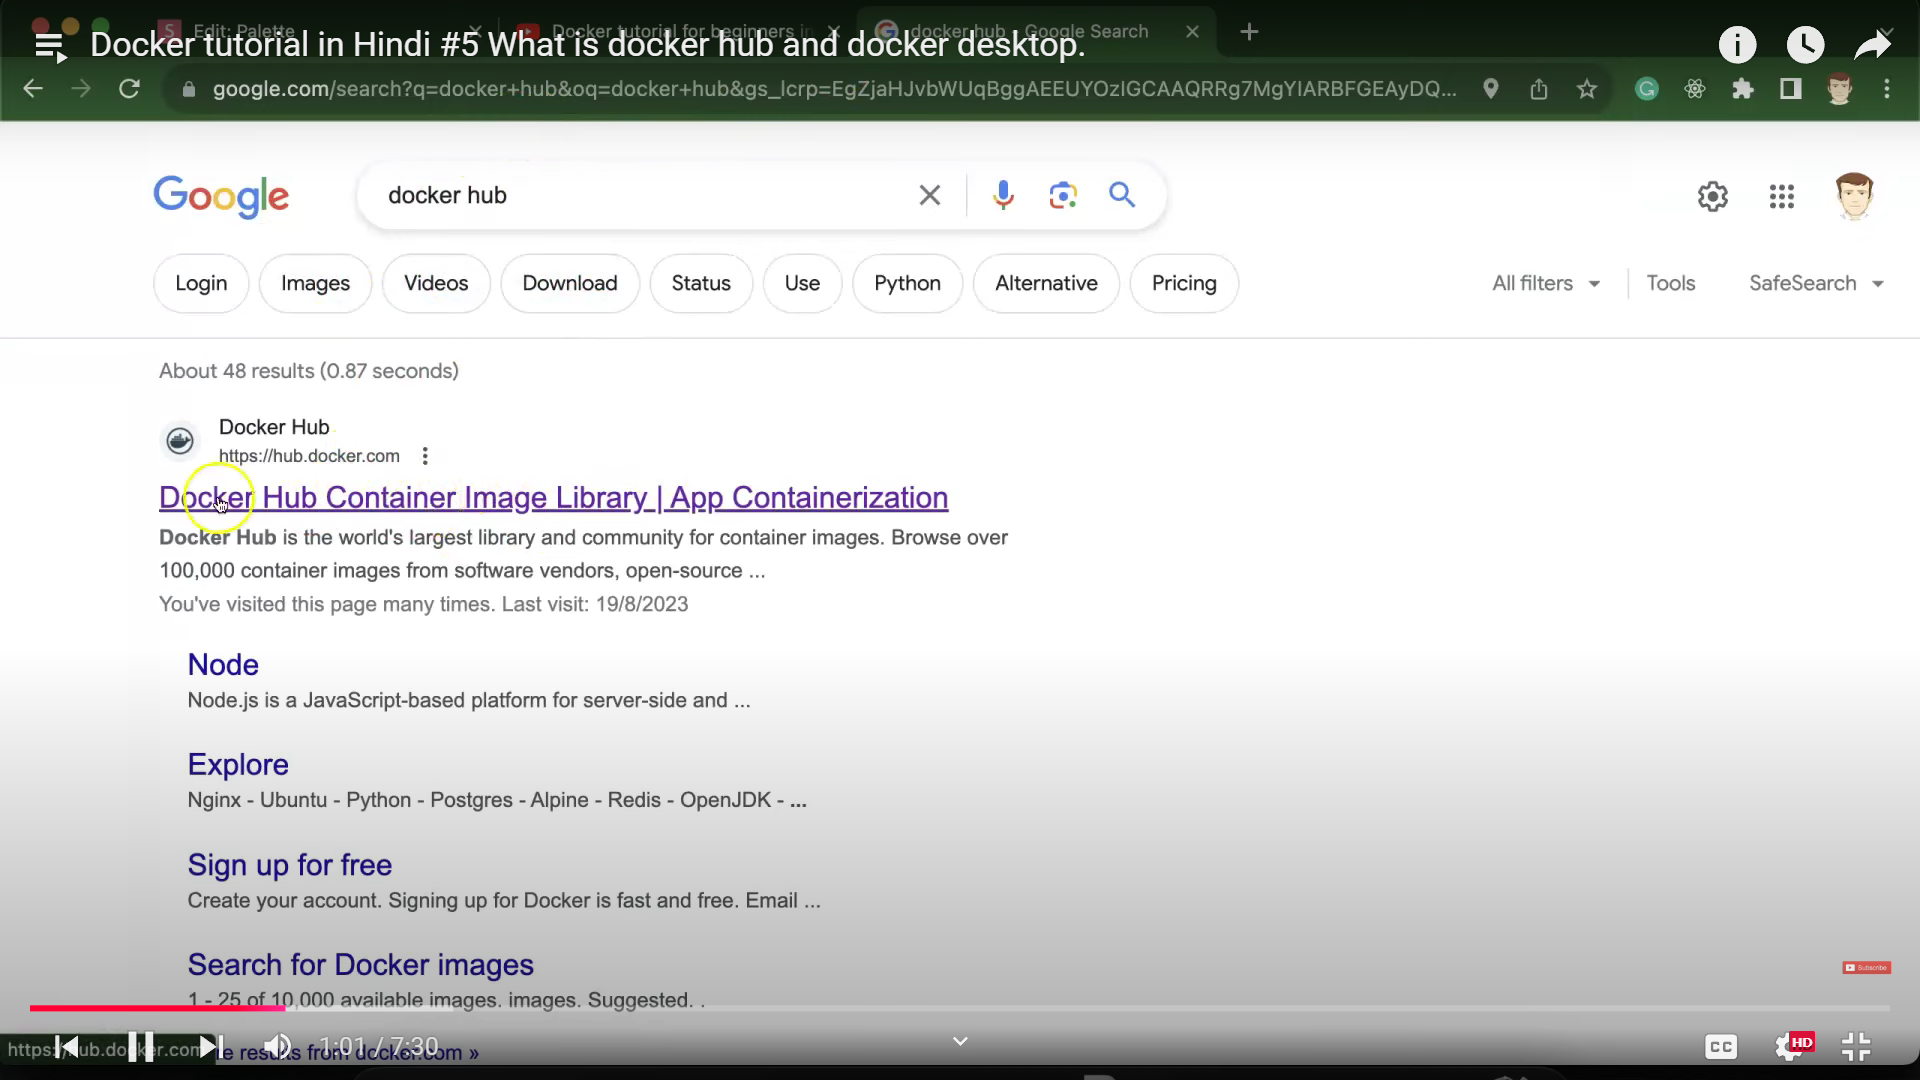 Edit: Palette
Docker tutorial for beginners in
docker hub - Google Search
Docker tutorial in Hindi #5 What is docker hub and docker desktop.
google.com/search?q=docker+hub&oq=docker+hub&gs_lcrp=EgZjaHJvbWUqBggAEEUYOzIGCAAQRRg7MgYIARBFGEAyDQ...
Google
docker hub
Login
Images
Videos
Download
Status
Use
Python
Alternative
Pricing
All filters
Tools
SafeSearch
About 48 results (0.87 seconds)
Docker Hub
https://hub.docker.com
Docker Hub Container Image Library | App Containerization
Docker Hub is the world's largest library and community for container images. Browse over
100,000 container images from software vendors, open-source ...
You've visited this page many times. Last visit: 19/8/2023
Node
Node.js is a JavaScript-based platform for server-side and ...
Explore
Nginx - Ubuntu - Python - Postgres - Alpine - Redis - OpenJDK - ...
Sign up for free
Create your account. Signing up for Docker is fast and free. Email ...
Search for Docker images
1 - 25 of 10,000 available images. images. Suggested. .
Subscribe
results from docker.com »
1:01 / 7:30
CC
HD